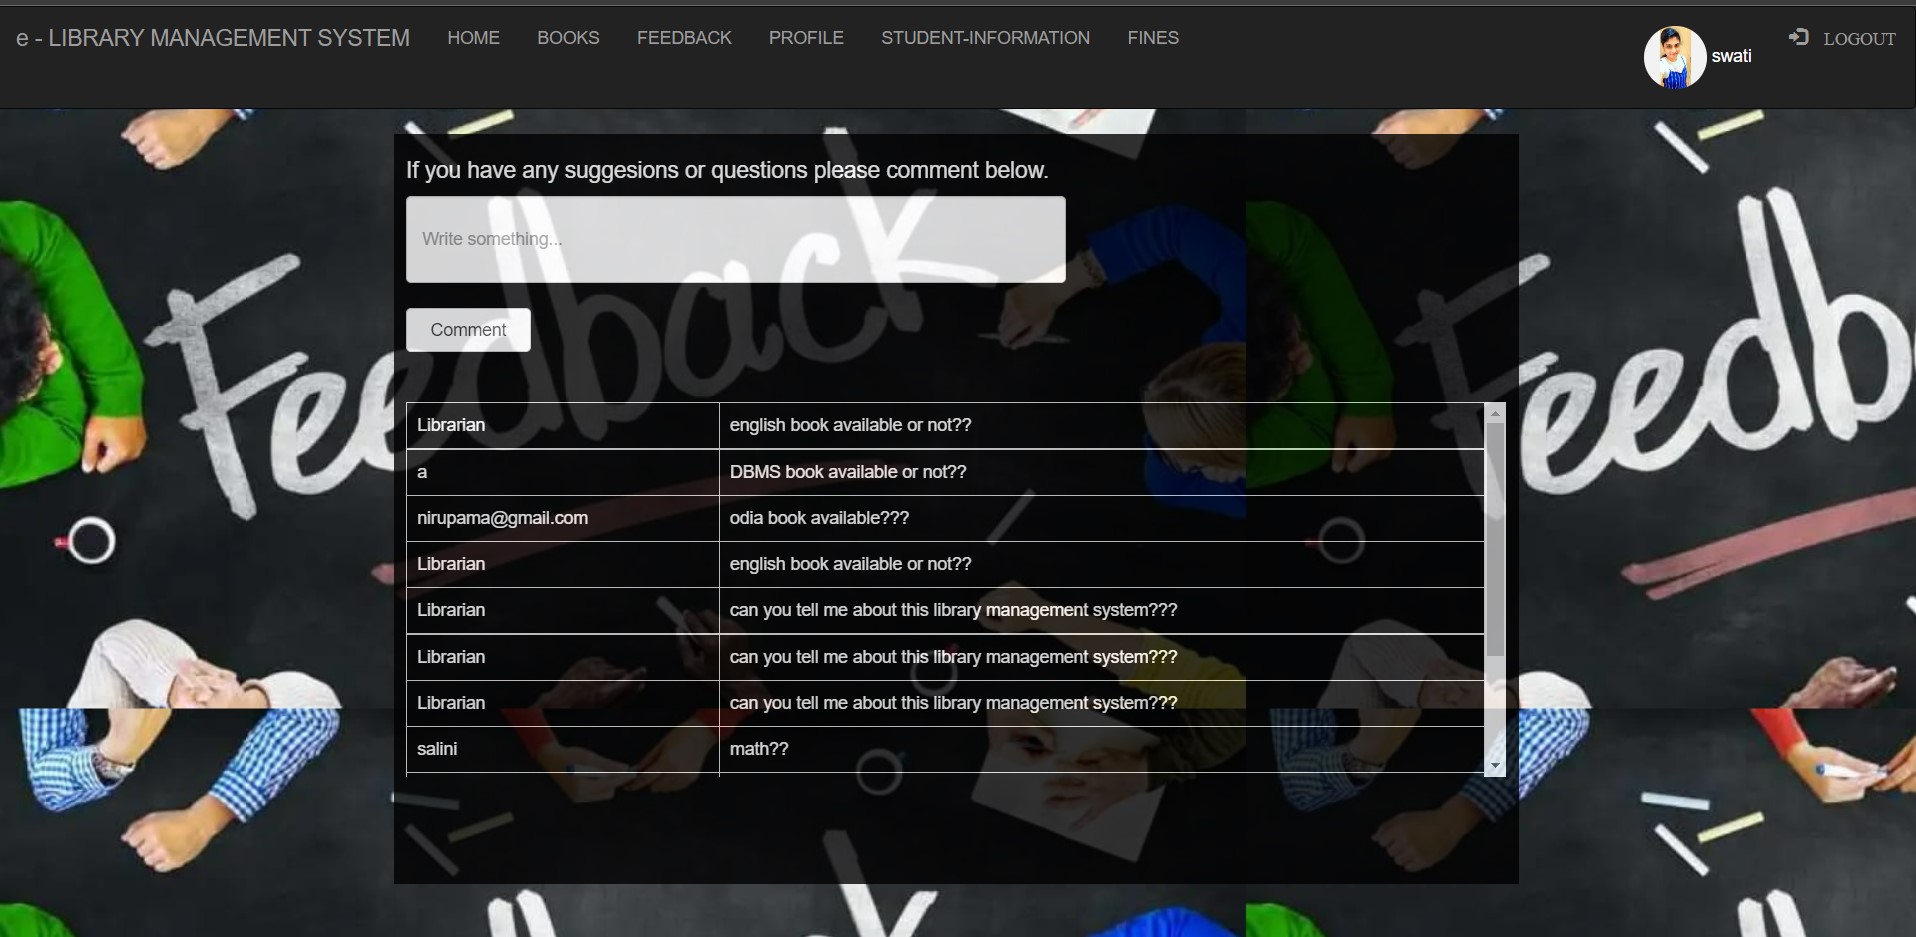 e - LIBRARY MANAGEMENT SYSTEM HOME BOOKS FEEDBACK PROFILE STUDENT-INFORMATION FINES swati LOGOUT
If you have any suggesions or questions please comment below.
Write something...
Comment
Feedback
Feedb
Librarian english book available or not??
a DBMS book available or not??
nirupama@gmail.com odia book available???
Librarian english book available or not??
Librarian can you tell me about this library management system???
Librarian can you tell me about this library management system???
Librarian can you tell me about this library management system???
salini math??